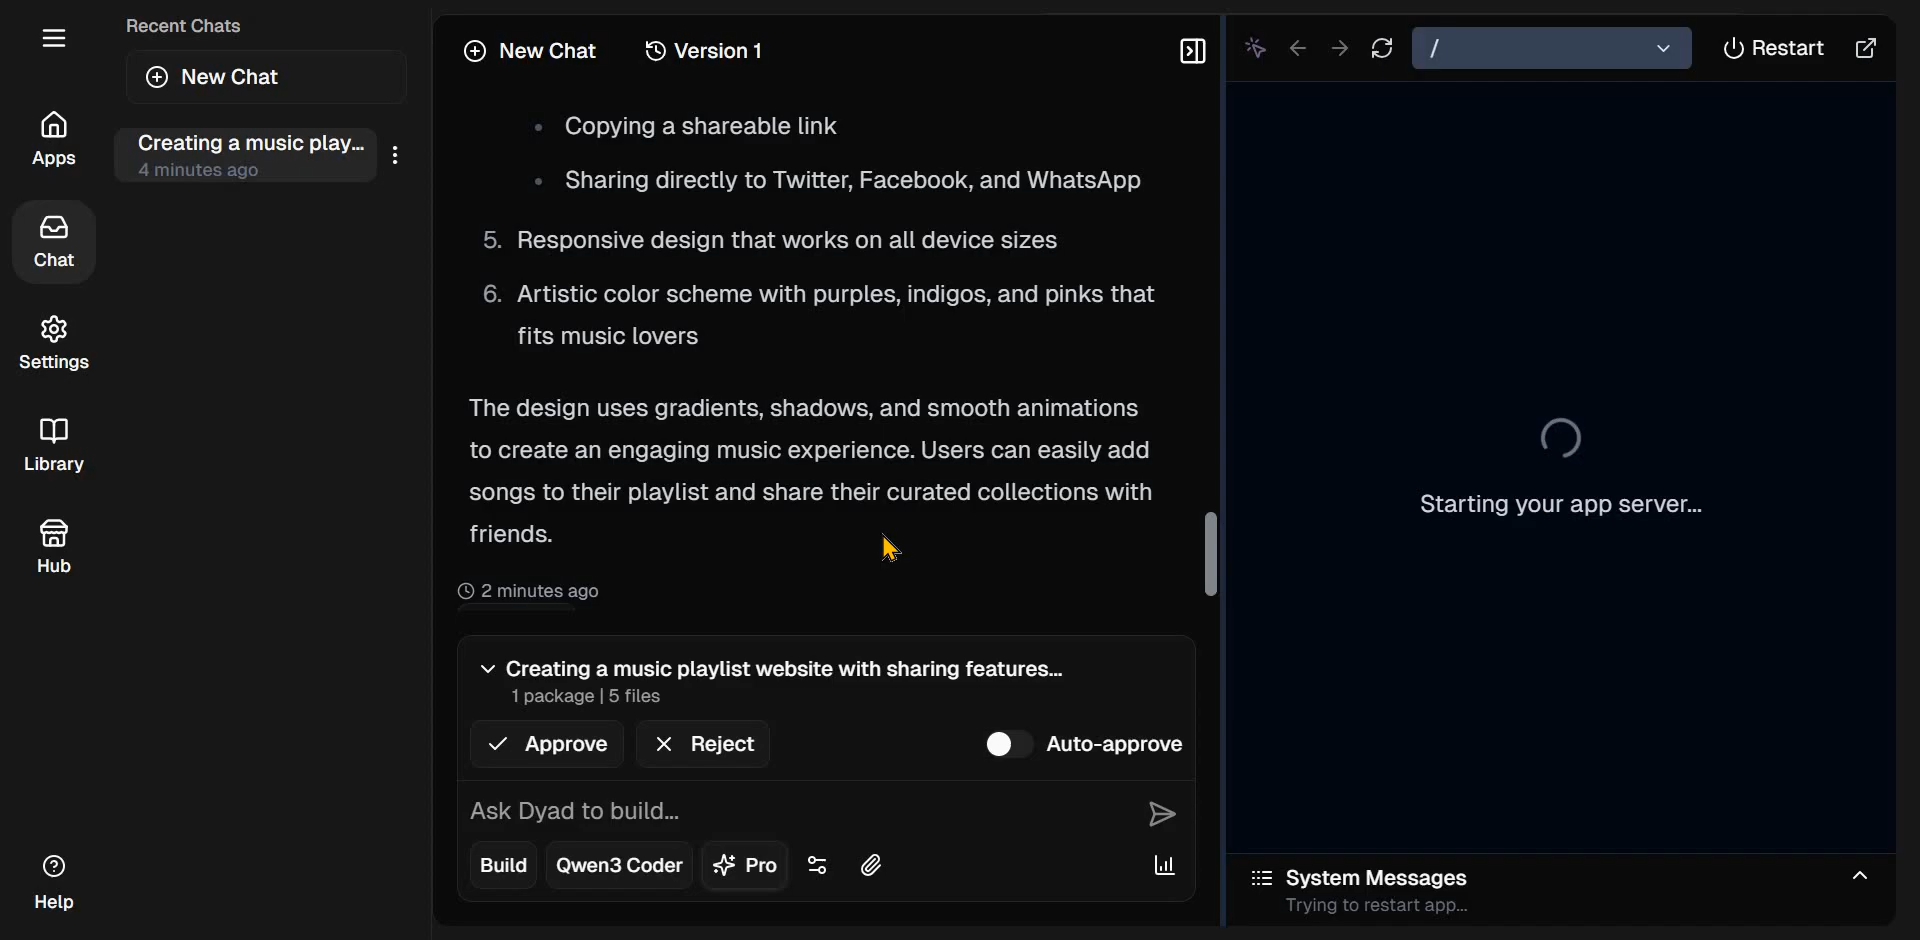 Recent Chats
New Chat
Creating a music play...
4 minutes ago
Apps
Chat
Settings
Library
Hub
Help
New Chat
Version 1
• Copying a shareable link
• Sharing directly to Twitter, Facebook, and WhatsApp
5. Responsive design that works on all device sizes
6. Artistic color scheme with purples, indigos, and pinks that
fits music lovers
The design uses gradients, shadows, and smooth animations
to create an engaging music experience. Users can easily add
songs to their playlist and share their curated collections with
friends.
2 minutes ago
Creating a music playlist website with sharing features...
1 package | 5 files
Approve
Reject
Auto-approve
Ask Dyad to build...
Build
Qwen3 Coder
Pro
/
Restart
Starting your app server...
System Messages
Trying to restart app...